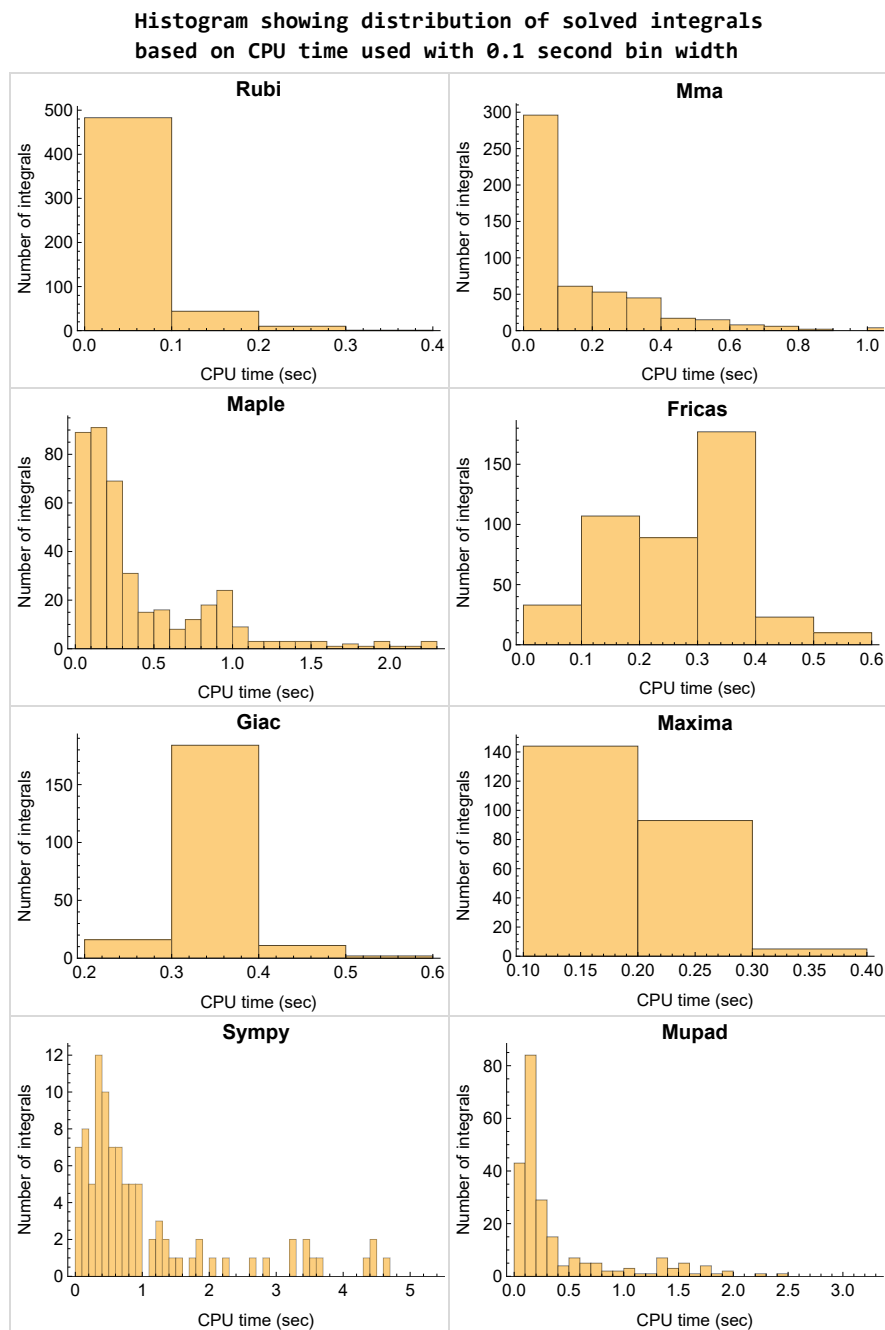 Histogram showing distribution of solved integrals
based on CPU time used with 0.1 second bin width
Rubi
500
400
300
200
100
0
Number of integrals
0.0 0.1 0.2 0.3 0.4
CPU time (sec)
Mma
300
250
200
150
100
50
0
Number of integrals
0.0 0.2 0.4 0.6 0.8 1.0
CPU time (sec)
Maple
80
60
40
20
0
Number of integrals
0.0 0.5 1.0 1.5 2.0
CPU time (sec)
Fricas
150
100
50
0
Number of integrals
0.0 0.1 0.2 0.3 0.4 0.5 0.6
CPU time (sec)
Giac
150
100
50
0
Number of integrals
0.2 0.3 0.4 0.5 0.6
CPU time (sec)
Maxima
140
120
100
80
60
40
20
0
Number of integrals
0.10 0.15 0.20 0.25 0.30 0.35 0.40
CPU time (sec)
Sympy
12
10
8
6
4
2
0
Number of integrals
0 1 2 3 4 5
CPU time (sec)
Mupad
80
60
40
20
0
Number of integrals
0.0 0.5 1.0 1.5 2.0 2.5 3.0
CPU time (sec)